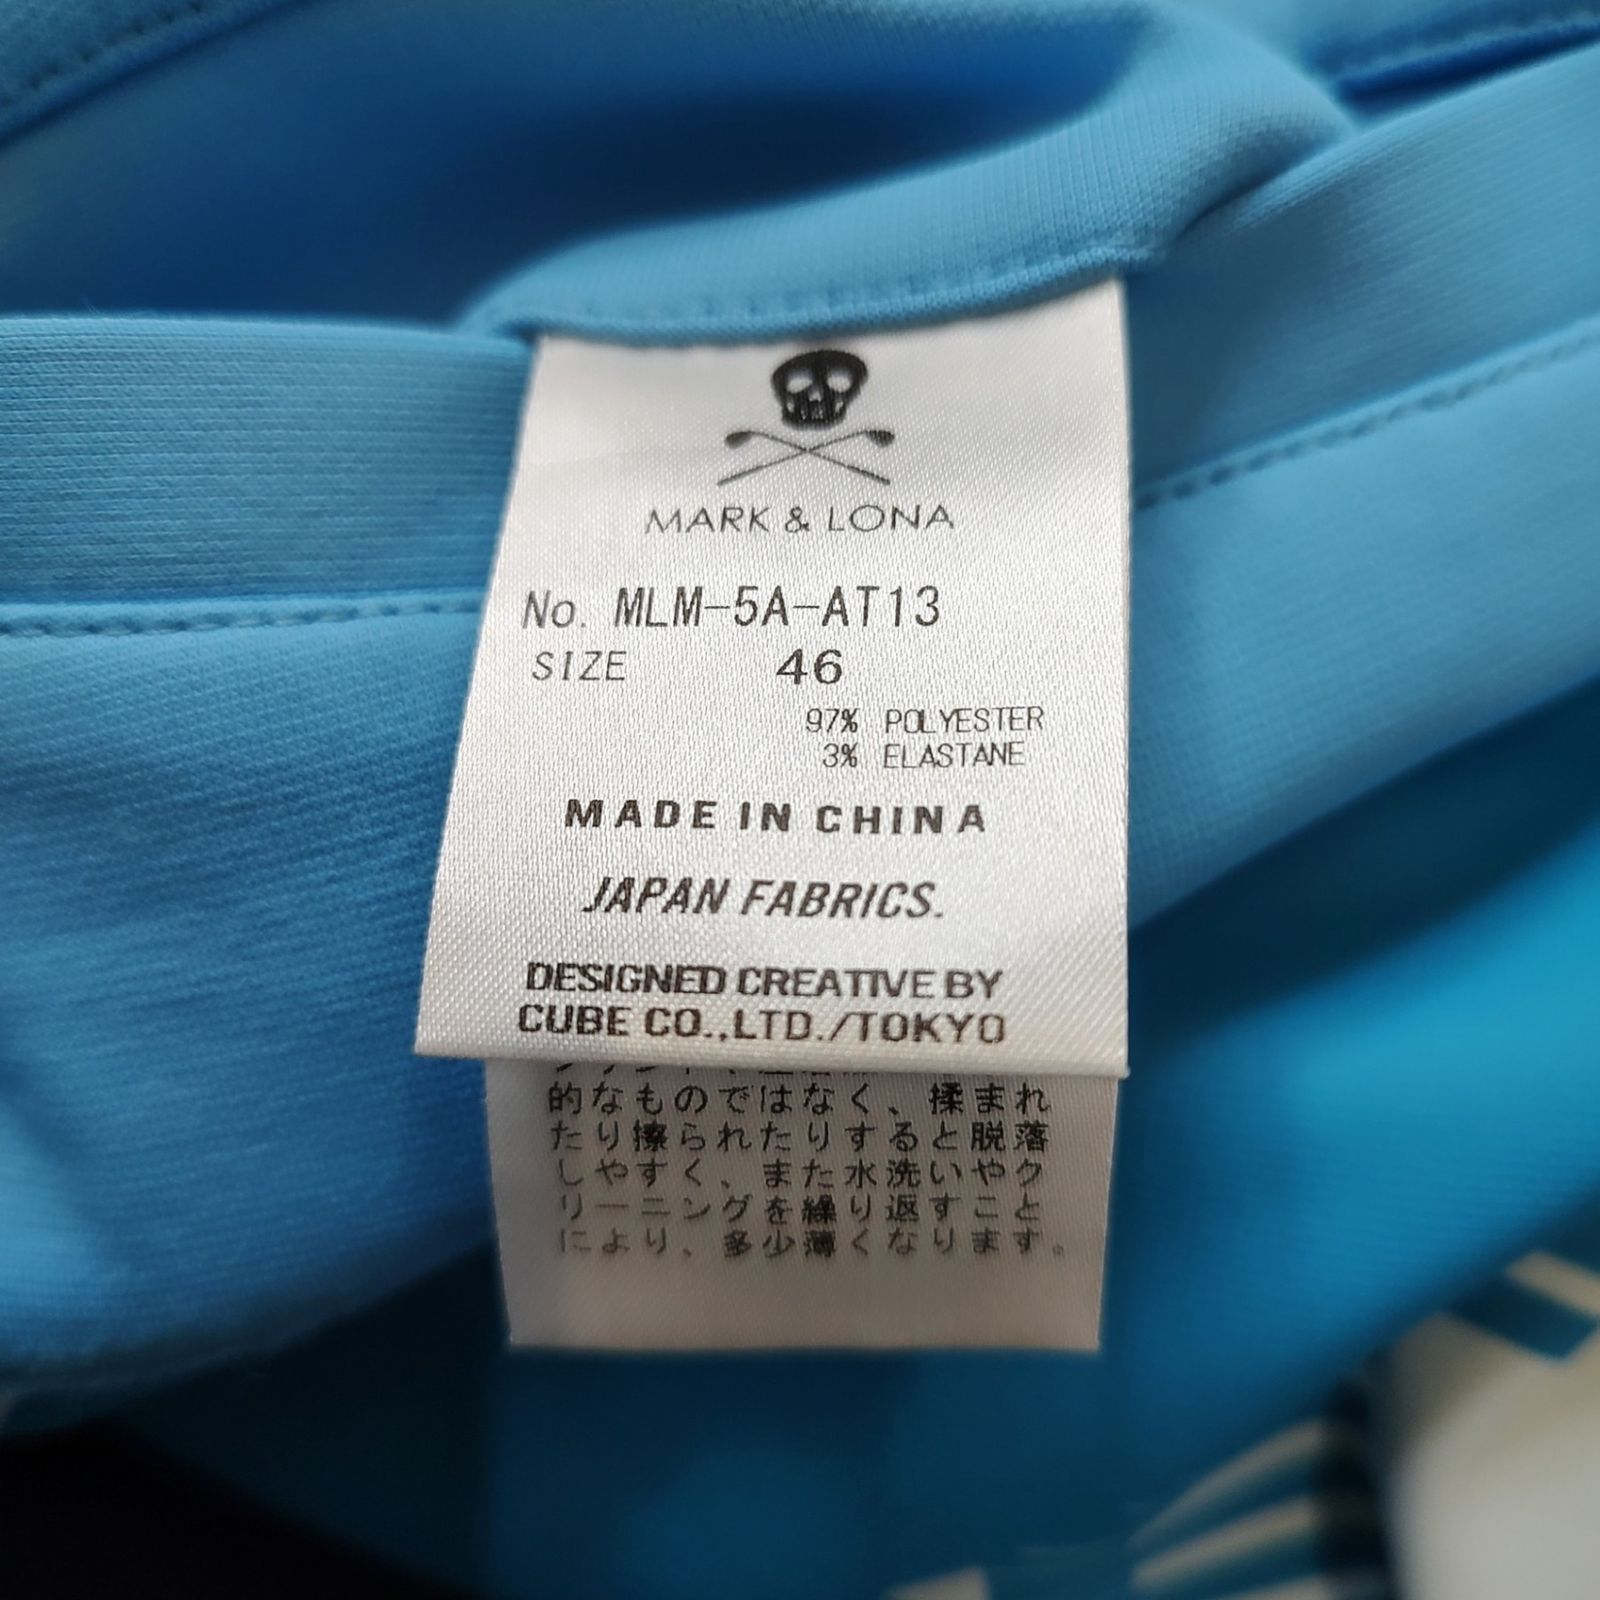 MARK & LONA
No. MLM-5A-AT13
SIZE 46
97% POLYESTER
3% ELASTANE
MADE IN CHINA
JAPAN FABRICS.
DESIGNED CREATIVE BY
CUBE CO.,LTD./TOKYO
的なものではなく、揉まれ
たり擦られたりすると脱落
しやすく、また水洗いやク
リーニングを繰り返すこと
により、多少薄くなります。